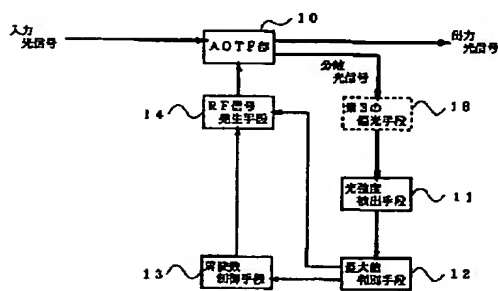 10
入力
光信号
AOTF部
出力
光信号
分岐
光信号
14
RF信号
発生手段
第3の
偏光手段
18
光強度
検出手段
11
13
周波数
制御手段
最大値
判別手段
12